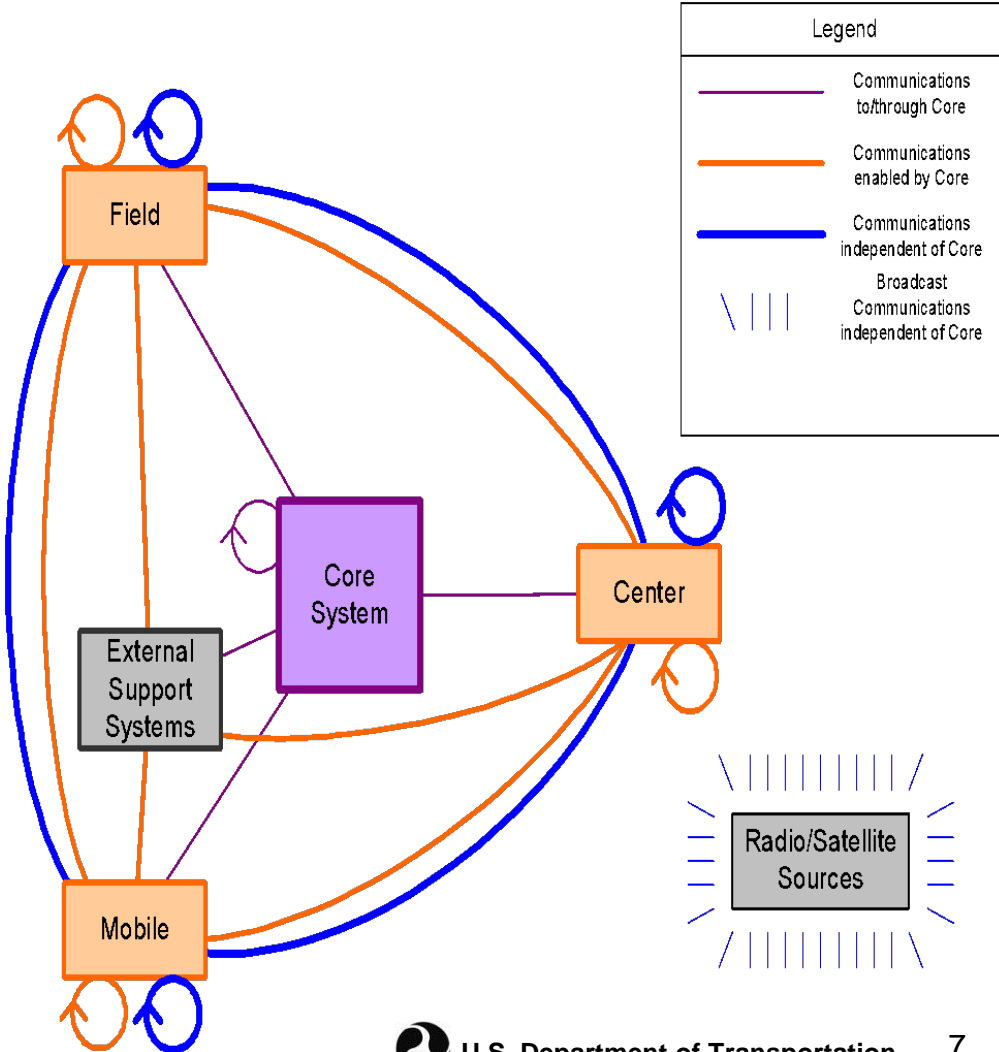 Legend
Communications
to/through Core
Communications
enabled by Core
Communications
independent of Core
Broadcast
Communications
independent of Core
Field
Core
System
Center
External
Support
Systems
Mobile
Radio/Satellite
Sources
U.S. Department of Transportation
7